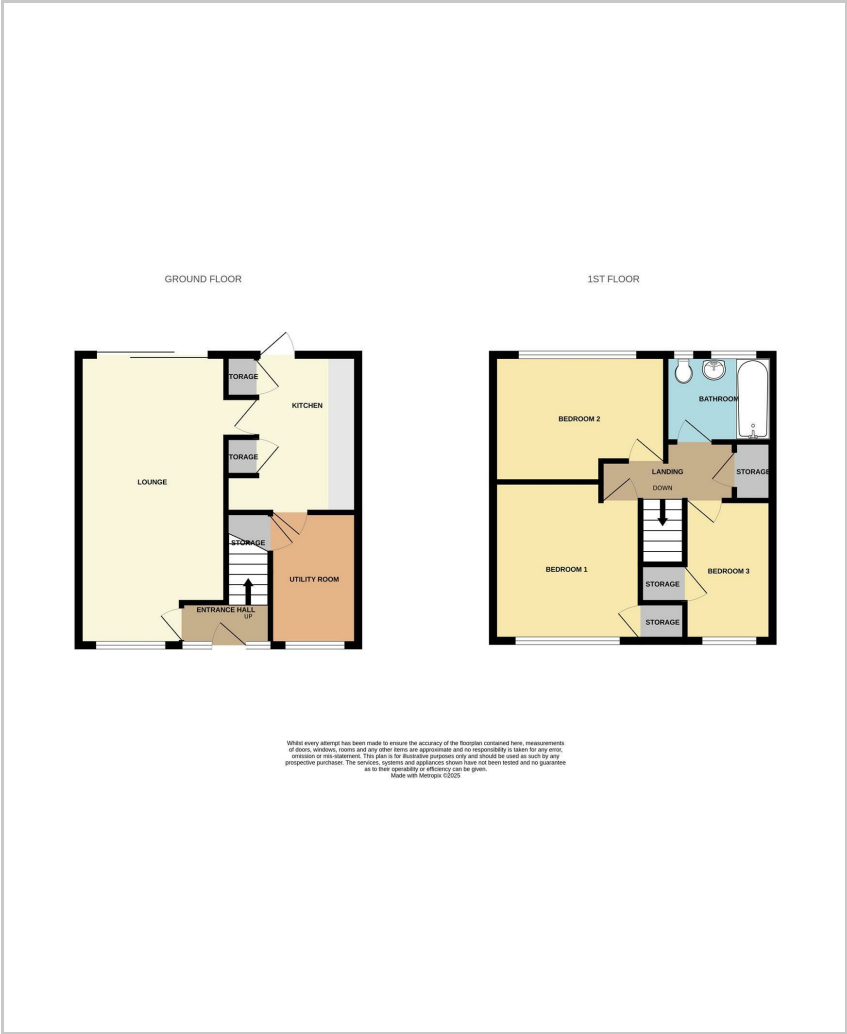 GROUND FLOOR
TORAGE
KITCHEN
TORAGE
LOUNGE
STORAGE
UTILITY ROOM
ENTRANCE HALL
UP
1ST FLOOR
BATHROOM
BEDROOM 2
LANDING
STORAGE
DOWN
BEDROOM 1
BEDROOM 3
STORAGE
STORAGE
Whilst every attempt has been made to ensure the accuracy of the floorplan contained here, measurements
of doors, windows, rooms and any other items are approximate and no responsibility is taken for any error,
omission or mis-statement. This plan is for illustrative purposes only and should be used as such by any
prospective purchaser. The services, systems and appliances shown have not been tested and no guarantee
as to their operability or efficiency can be given.
Made with Metropix ©2025